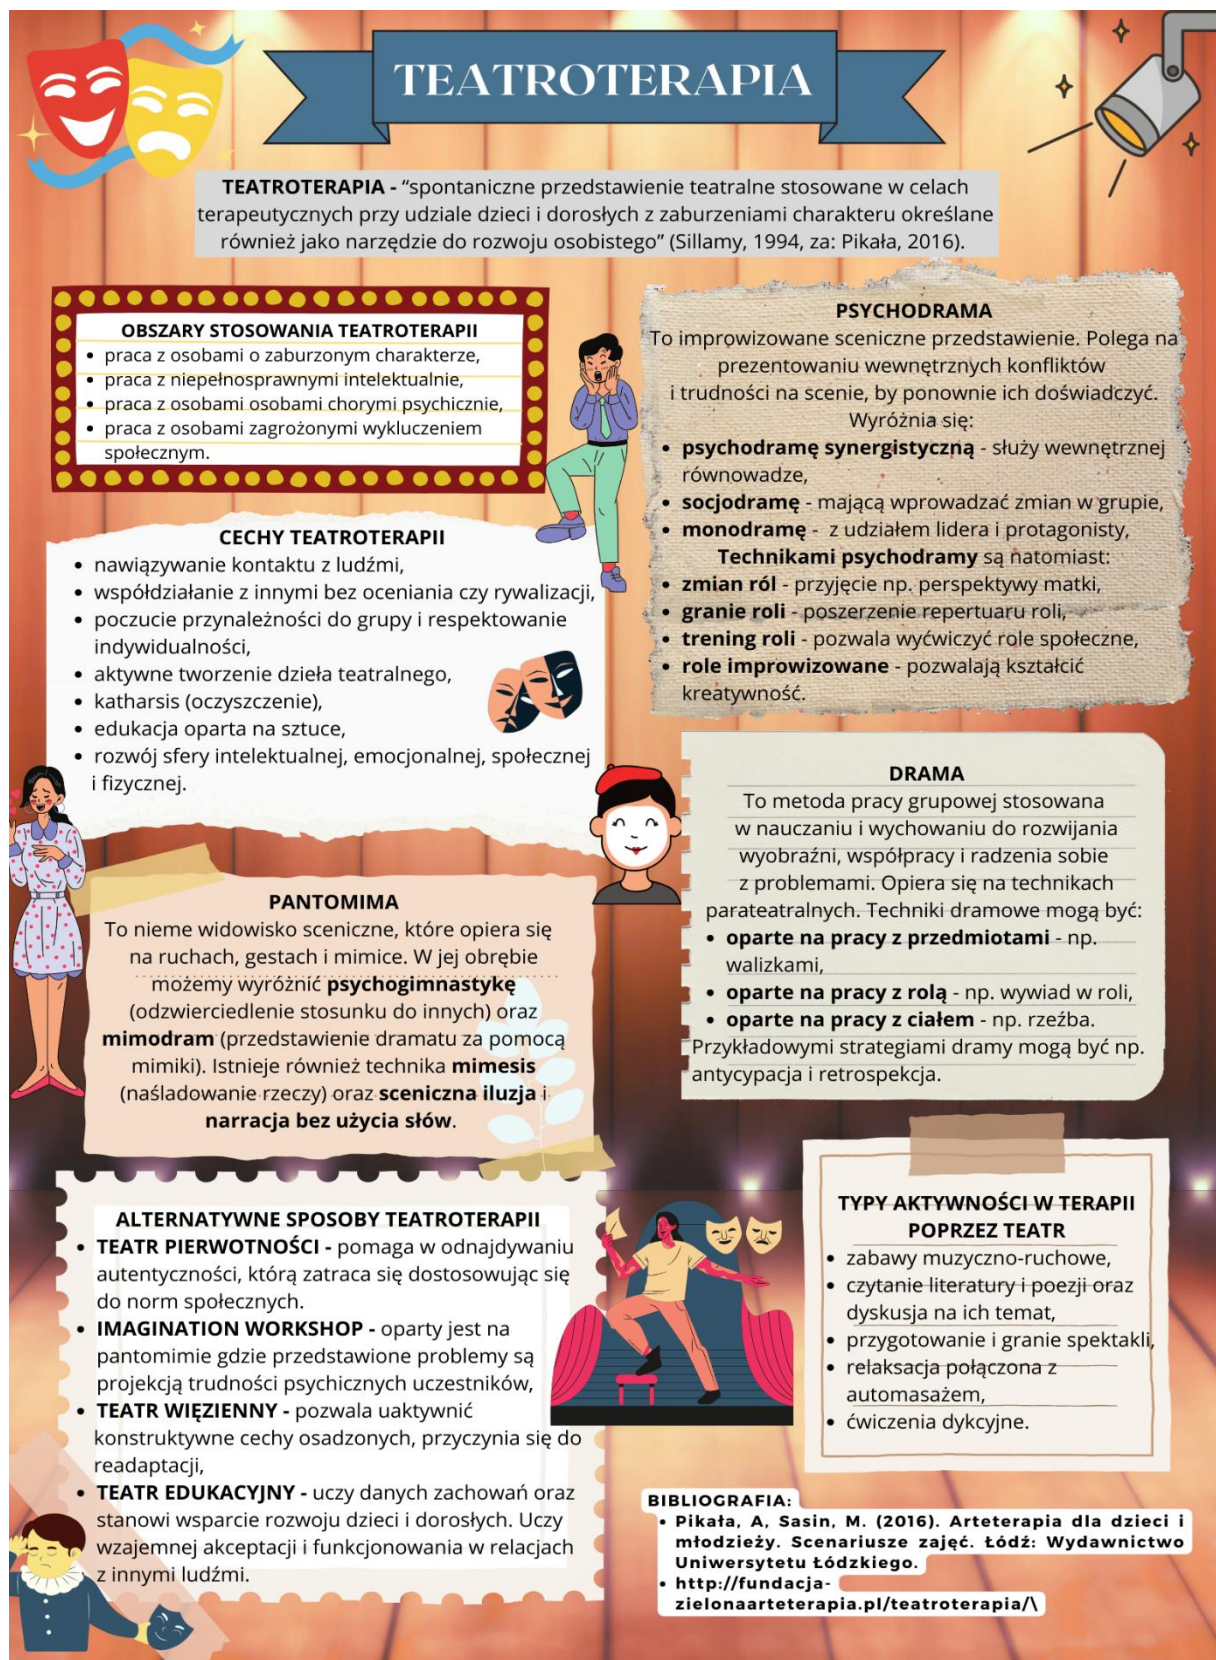 TEATROTERAPIA
TEATROTERAPIA - “spontaniczne przedstawienie teatralne stosowane w celach
terapeutycznych przy udziale dzieci i dorosłych z zaburzeniami charakteru określane
również jako narzędzie do rozwoju osobistego” (Sillamy, 1994, za: Pikała, 2016).
OBSZARY STOSOWANIA TEATROTERAPII
• praca z osobami o zaburzonym charakterze,
• praca z niepełnosprawnymi intelektualnie,
• praca z osobami osobami chorymi psychicznie,
• praca z osobami zagrożonymi wykluczeniem
społecznym.
CECHY TEATROTERAPII
• nawiązywanie kontaktu z ludźmi,
• współdziałanie z innymi bez oceniania czy rywalizacji,
• poczucie przynależności do grupy i respektowanie
indywidualności,
• aktywne tworzenie dzieła teatralnego,
• katharsis (oczyszczenie),
• edukacja oparta na sztuce,
• rozwój sfery intelektualnej, emocjonalnej, społecznej
i fizycznej.
PANTOMIMA
To nieme widowisko sceniczne, które opiera się
na ruchach, gestach i mimice. W jej obrębie
możemy wyróżnić psychogimnastykę
(odzwierciedlenie stosunku do innych) oraz
mimodram (przedstawienie dramatu za pomocą
mimiki). Istnieje również technika mimesis
(naśladowanie rzeczy) oraz sceniczna iluzja i
narracja bez użycia słów.
ALTERNATYWNE SPOSOBY TEATROTERAPII
• TEATR PIERWOTNOŚCI - pomaga w odnajdywaniu
autentyczności, którą zatraca się dostosowując się
do norm społecznych.
• IMAGINATION WORKSHOP - oparty jest na
pantomimie gdzie przedstawione problemy są
projekcją trudności psychicznych uczestników,
• TEATR WIĘZIENNY - pozwala uaktywnić
konstruktywne cechy osadzonych, przyczynia się do
readaptacji,
• TEATR EDUKACYJNY - uczy danych zachowań oraz
stanowi wsparcie rozwoju dzieci i dorosłych. Uczy
wzajemnej akceptacji i funkcjonowania w relacjach
z innymi ludźmi.
PSYCHODRAMA
To improwizowane sceniczne przedstawienie. Polega na
prezentowaniu wewnętrznych konfliktów
i trudności na scenie, by ponownie ich doświadczyć.
Wyróżnia się:
• psychodramę synergistyczną - służy wewnętrznej
równowadze,
• socjodramę - mającą wprowadzać zmian w grupie,
• monodramę - z udziałem lidera i protagonisty,
Technikami psychodramy są natomiast:
• zmian ról - przyjęcie np. perspektywy matki,
• granie roli - poszerzenie repertuaru roli,
• trening roli - pozwala wyćwiczyć role społeczne,
• role improwizowane - pozwalają kształcić
kreatywność.
DRAMA
To metoda pracy grupowej stosowana
w nauczaniu i wychowaniu do rozwijania
wyobraźni, współpracy i radzenia sobie
z problemami. Opiera się na technikach
parateatralnych. Techniki dramowe mogą być:
• oparte na pracy z przedmiotami - np.
walizkami,
• oparte na pracy z rolą - np. wywiad w roli,
• oparte na pracy z ciałem - np. rzeźba.
Przykładowymi strategiami dramy mogą być np.
antycypacja i retrospekcja.
TYPY AKTYWNOŚCI W TERAPII
POPRZEZ TEATR
• zabawy muzyczno-ruchowe,
• czytanie literatury i poezji oraz
dyskusja na ich temat,
• przygotowanie i granie spektakli,
• relaksacja połączona z
automasażem,
• ćwiczenia dykcyjne.
BIBLIOGRAFIA:
• Pikała, A, Sasin, M. (2016). Arteterapia dla dzieci i
młodzieży. Scenariusze zajęć. Łódź: Wydawnictwo
Uniwersytetu Łódzkiego.
• http://fundacja-
zielonaarteterapia.pl/teatroterapia/\